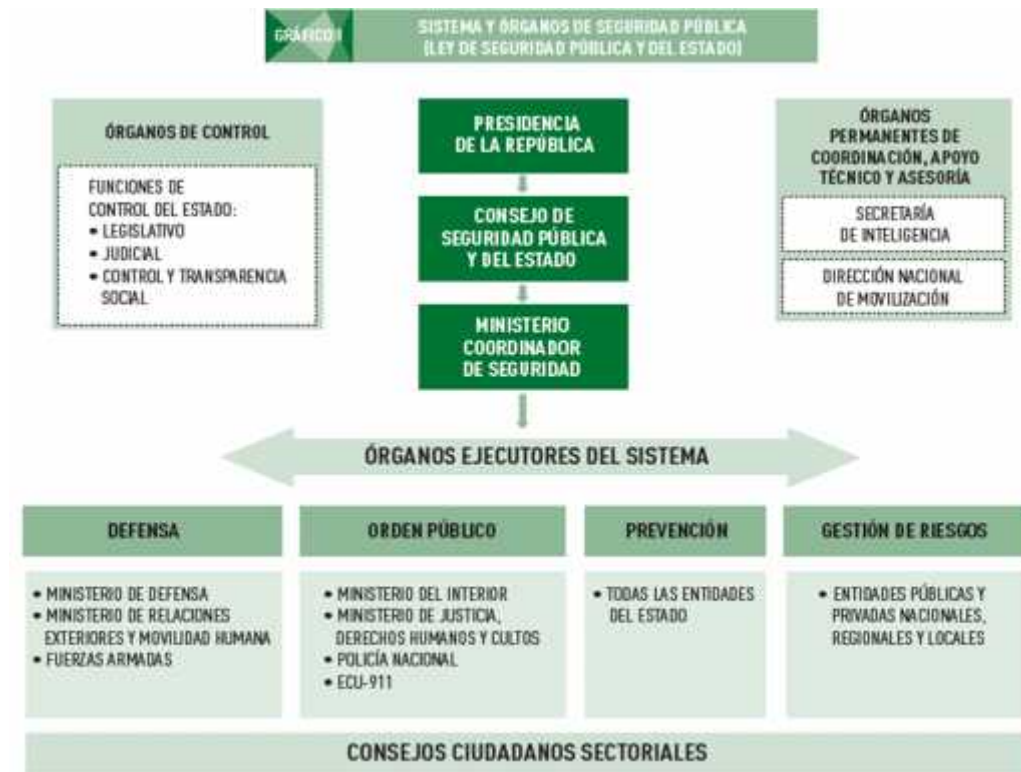 GRÁFICO 1
SISTEMA Y ÓRGANOS DE SEGURIDAD PÚBLICA
(LEY DE SEGURIDAD PÚBLICA Y DEL ESTADO)
ÓRGANOS DE CONTROL
FUNCIONES DE
CONTROL DEL ESTADO:
• LEGISLATIVO
• JUDICIAL
• CONTROL Y TRANSPARENCIA
SOCIAL
PRESIDENCIA
DE LA REPÚBLICA
CONSEJO DE
SEGURIDAD PÚBLICA
Y DEL ESTADO
MINISTERIO
COORDINADOR
DE SEGURIDAD
ÓRGANOS
PERMANENTES DE
COORDINACIÓN, APOYO
TÉCNICO Y ASESORÍA
SECRETARÍA
DE INTELIGENCIA
DIRECCIÓN NACIONAL
DE MOVILIZACIÓN
ÓRGANOS EJECUTORES DEL SISTEMA
DEFENSA
• MINISTERIO DE DEFENSA
• MINISTERIO DE RELACIONES
EXTERIORES Y MOVILIDAD HUMANA
• FUERZAS ARMADAS
ORDEN PÚBLICO
• MINISTERIO DEL INTERIOR
• MINISTERIO DE JUSTICIA,
DERECHOS HUMANOS Y CULTOS
• POLICÍA NACIONAL
• ECU-911
PREVENCIÓN
• TODAS LAS ENTIDADES
DEL ESTADO
GESTIÓN DE RIESGOS
• ENTIDADES PÚBLICAS Y
PRIVADAS NACIONALES,
REGIONALES Y LOCALES
CONSEJOS CIUDADANOS SECTORIALES